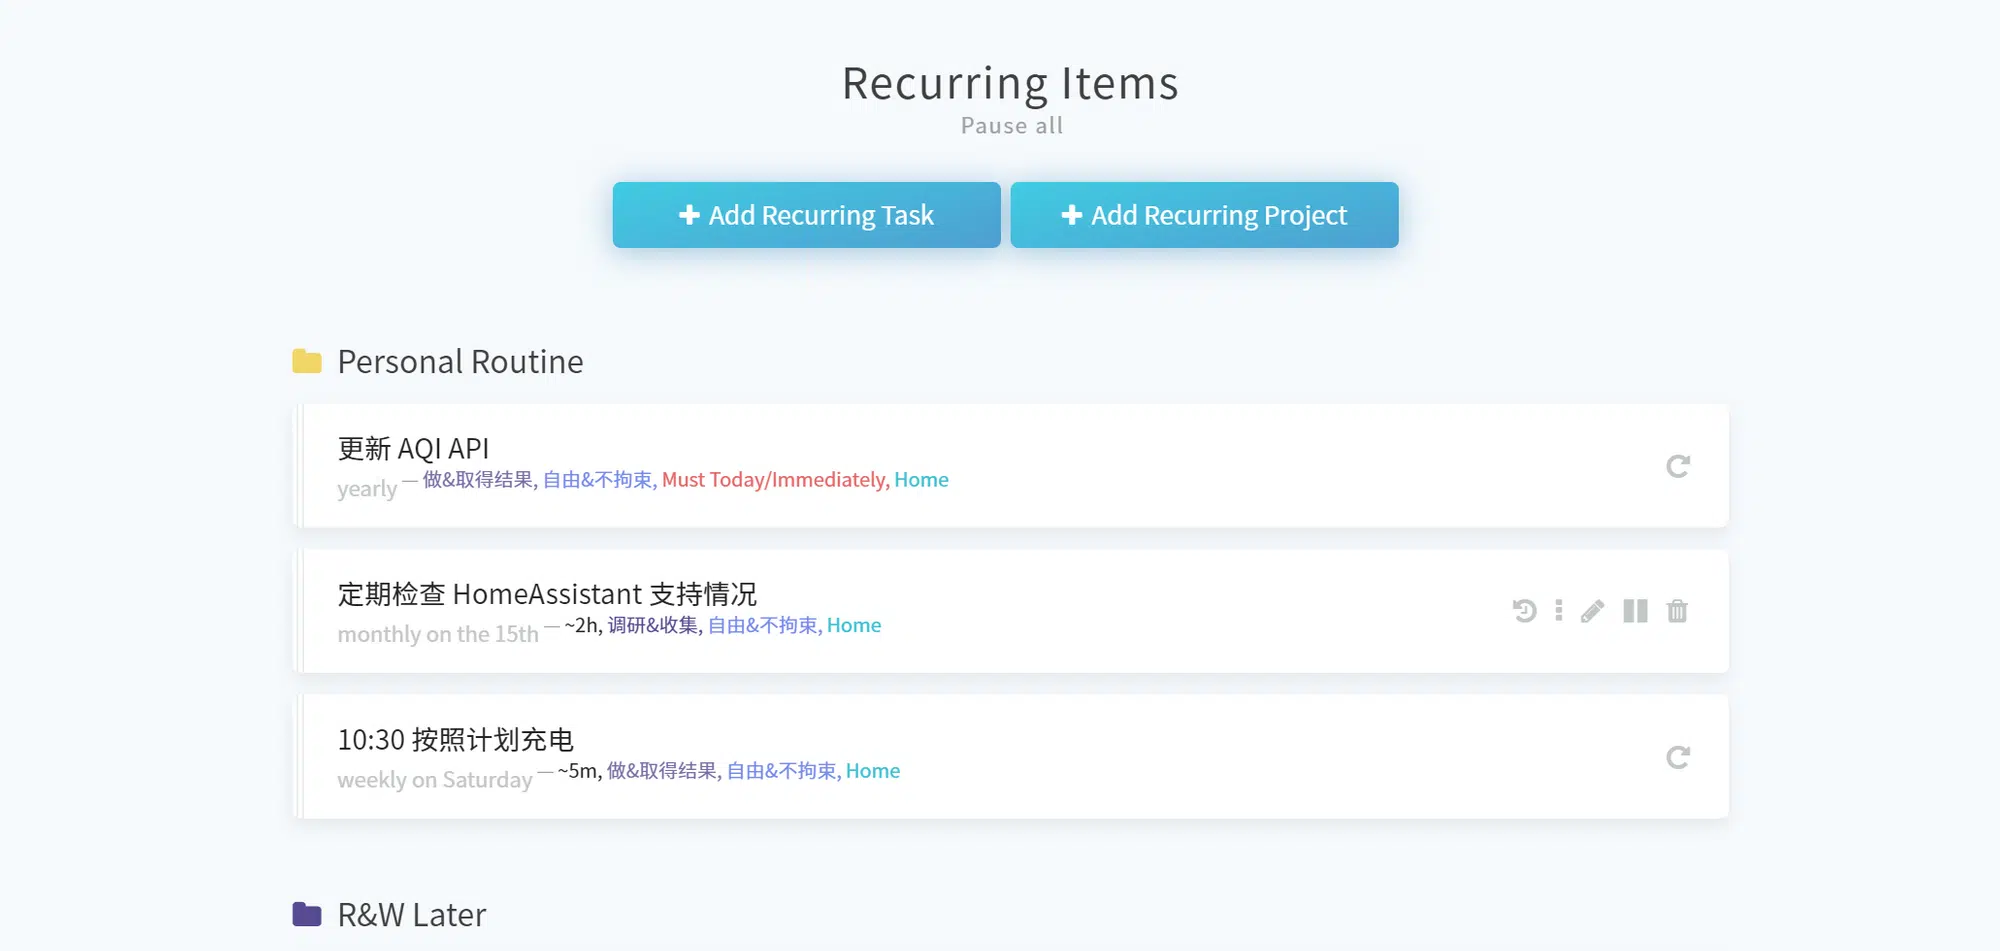 Recurring Items
Pause all
Add Recurring Task
Add Recurring Project
Personal Routine
更新 AQI API
yearly — 做&取得结果, 自由&不拘束, Must Today/Immediately, Home
定期检查 HomeAssistant 支持情况
monthly on the 15th — ~2h, 调研&收集, 自由&不拘束, Home
10:30 按照计划充电
weekly on Saturday — ~5m, 做&取得结果, 自由&不拘束, Home
R&W Later